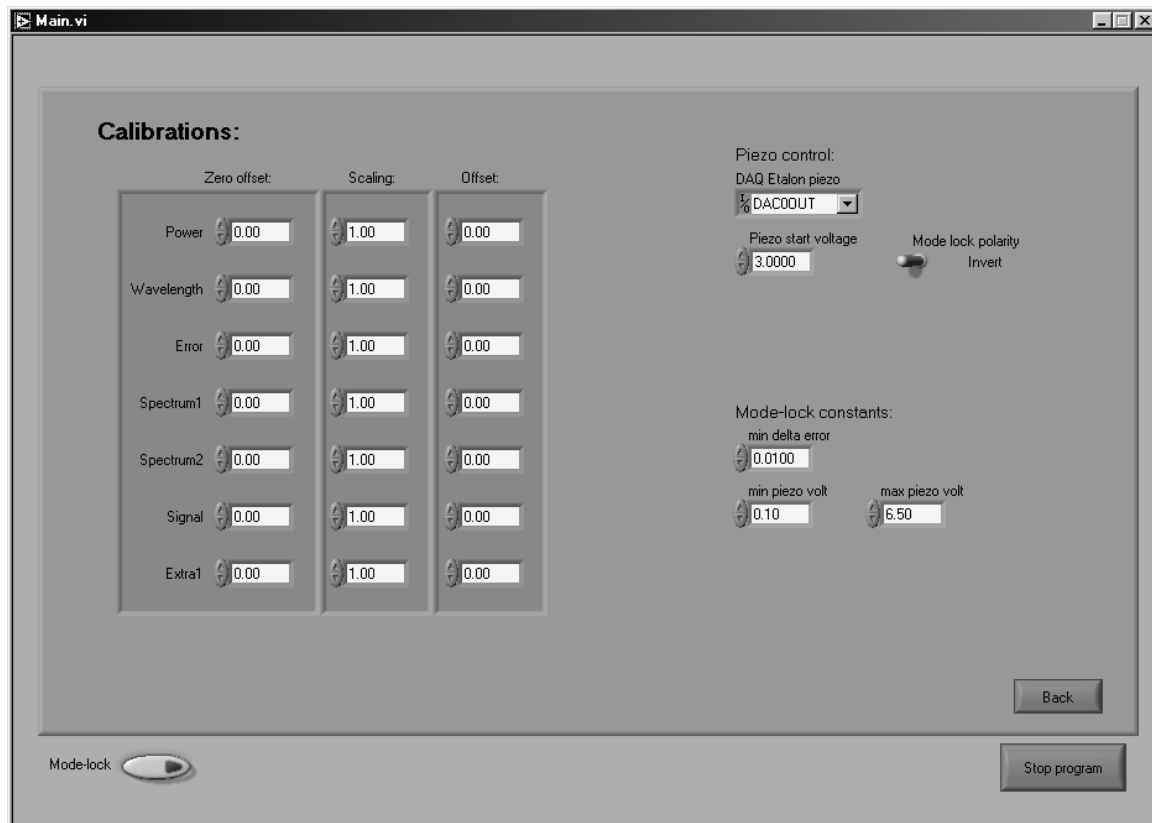 Main.vi
Calibrations:
Zero offset: Scaling: Offset:
Power 0.00 1.00 0.00
Wavelength 0.00 1.00 0.00
Error 0.00 1.00 0.00
Spectrum1 0.00 1.00 0.00
Spectrum2 0.00 1.00 0.00
Signal 0.00 1.00 0.00
Extra1 0.00 1.00 0.00
Piezo control:
DAQ Etalon piezo
I/0 DAC0OUT
Piezo start voltage Mode lock polarity
3.0000 Invert
Mode-lock constants:
min delta error
0.0100
min piezo volt max piezo volt
0.10 6.50
Back
Mode-lock
Stop program